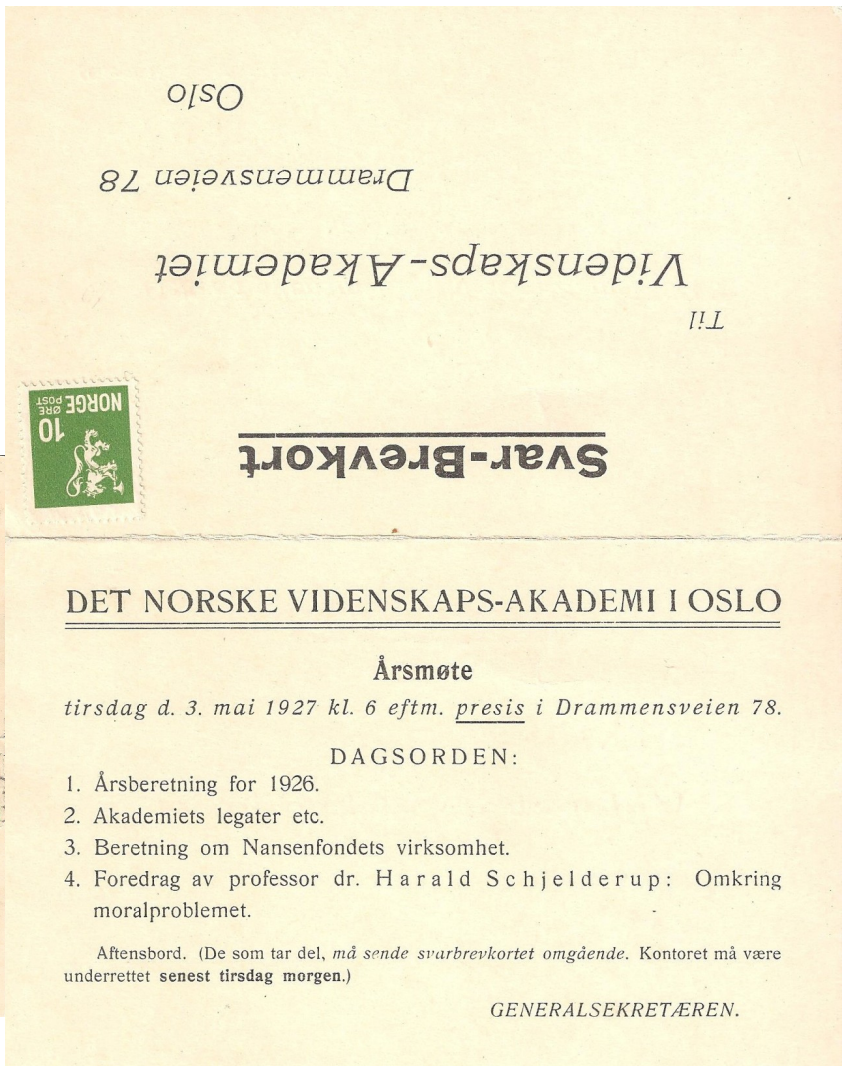 Svar-Brevkort
NORGE ØRE POST
10
Til
Videnskaps-Akademiet
Drammensveien 78
Oslo
DET NORSKE VIDENSKAPS-AKADEMI I OSLO
Årsmøte
tirsdag d. 3. mai 1927 kl. 6 eftm. presis i Drammensveien 78.
DAGSORDEN:
1. Årsberetning for 1926.
2. Akademiets legater etc.
3. Beretning om Nansenfondets virksomhet.
4. Foredrag av professor dr. Harald Schjelderup: Omkring
moralproblemet.
Aftensbord. (De som tar del, må sende svarbrevkortet omgående. Kontoret må være
underrettet senest tirsdag morgen.)
GENERALSEKRETÆREN.